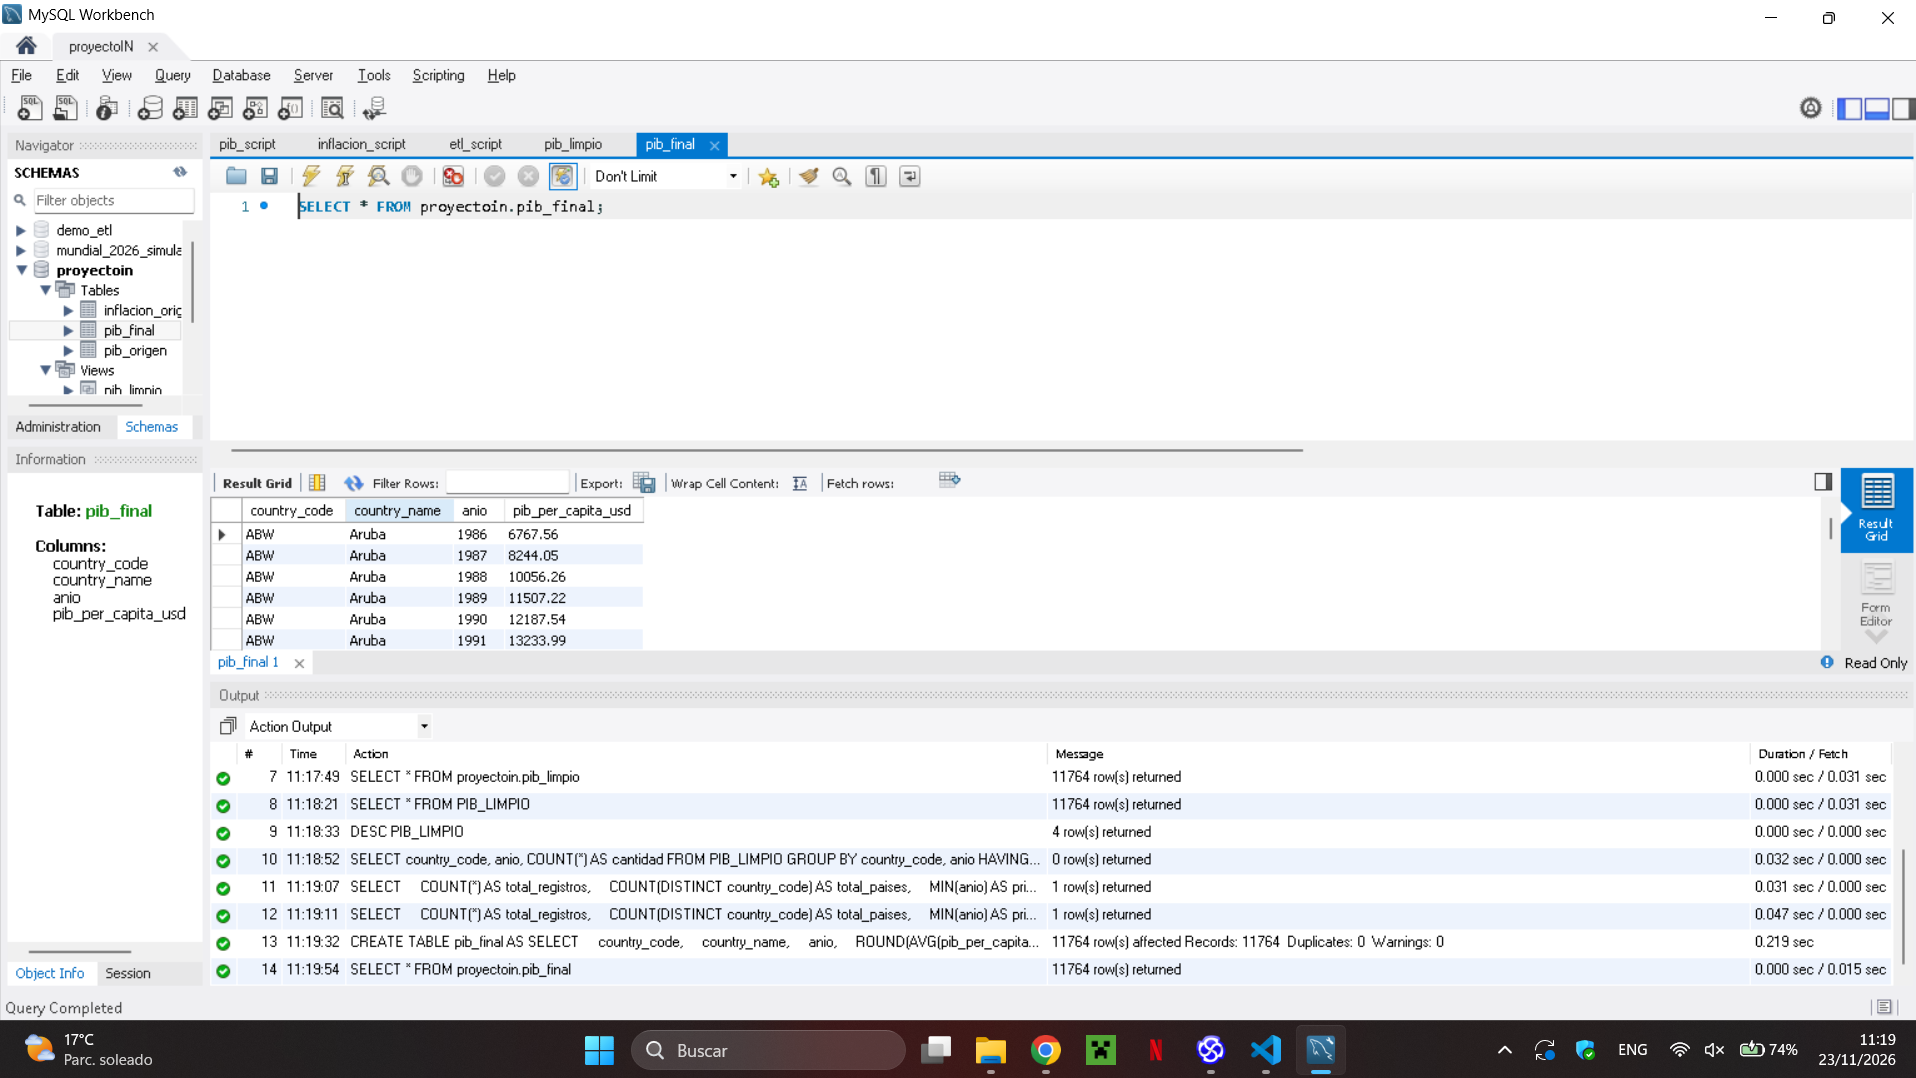 MySQL Workbench
proyectoIN
File Edit View Query Database Server Tools Scripting Help
Navigator
SCHEMAS
Filter objects
demo_etl
mundial_2026_simula
proyectoin
Tables
inflacion_orig
pib_final
pib_origen
Views
pib_limpio
Administration Schemas
Information
Table: pib_final
Columns:
country_code
country_name
anio
pib_per_capita_usd
Object Info Session
Query Completed
pib_script inflacion_script etl_script pib_limpio pib_final
Don't Limit
1 SELECT * FROM proyectoin.pib_final;
Result Grid Filter Rows: Export: Wrap Cell Content: Fetch rows:
country_code country_name anio pib_per_capita_usd
ABW Aruba 1986 6767.56
ABW Aruba 1987 8244.05
ABW Aruba 1988 10056.26
ABW Aruba 1989 11507.22
ABW Aruba 1990 12187.54
ABW Aruba 1991 13233.99
Result Grid
Form Editor
pib_final 1
Read Only
Output
Action Output
# Time Action Message Duration / Fetch
7 11:17:49 SELECT * FROM proyectoin.pib_limpio 11764 row(s) returned 0.000 sec / 0.031 sec
8 11:18:21 SELECT * FROM PIB_LIMPIO 11764 row(s) returned 0.000 sec / 0.031 sec
9 11:18:33 DESC PIB_LIMPIO 4 row(s) returned 0.000 sec / 0.000 sec
10 11:18:52 SELECT country_code, anio, COUNT(*) AS cantidad FROM PIB_LIMPIO GROUP BY country_code, anio HAVING... 0 row(s) returned 0.032 sec / 0.000 sec
11 11:19:07 SELECT COUNT(*) AS total_registros, COUNT(DISTINCT country_code) AS total_paises, MIN(anio) AS pri... 1 row(s) returned 0.031 sec / 0.000 sec
12 11:19:11 SELECT COUNT(*) AS total_registros, COUNT(DISTINCT country_code) AS total_paises, MIN(anio) AS pri... 1 row(s) returned 0.047 sec / 0.000 sec
13 11:19:32 CREATE TABLE pib_final AS SELECT country_code, country_name, anio, ROUND(AVG(pib_per_capita... 11764 row(s) affected Records: 11764 Duplicates: 0 Warnings: 0 0.219 sec
14 11:19:54 SELECT * FROM proyectoin.pib_final 11764 row(s) returned 0.000 sec / 0.015 sec
17°C
Parc. soleado
Buscar
ENG
74%
11:19
23/11/2026